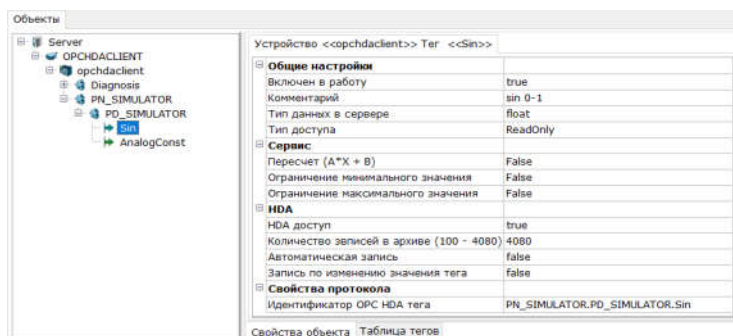 Объекты
Server
OPCHDACLIENT
opchdaclient
Diagnosis
PN_SIMULATOR
PD_SIMULATOR
Sin
AnalogConst
Устройство <<opchdaclient>> Тег <<Sin>>
Общие настройки
Включен в работу true
Комментарий sin 0-1
Тип данных в сервере float
Тип доступа ReadOnly
Сервис
Пересчет (A*X + B) False
Ограничение минимального значения False
Ограничение максимального значения False
HDA
HDA доступ true
Количество записей в архиве (100 - 4080) 4080
Автоматическая запись false
Запись по изменению значения тега false
Свойства протокола
Идентификатор OPC HDA тега PN_SIMULATOR.PD_SIMULATOR.Sin
Свойства объекта Таблица тегов